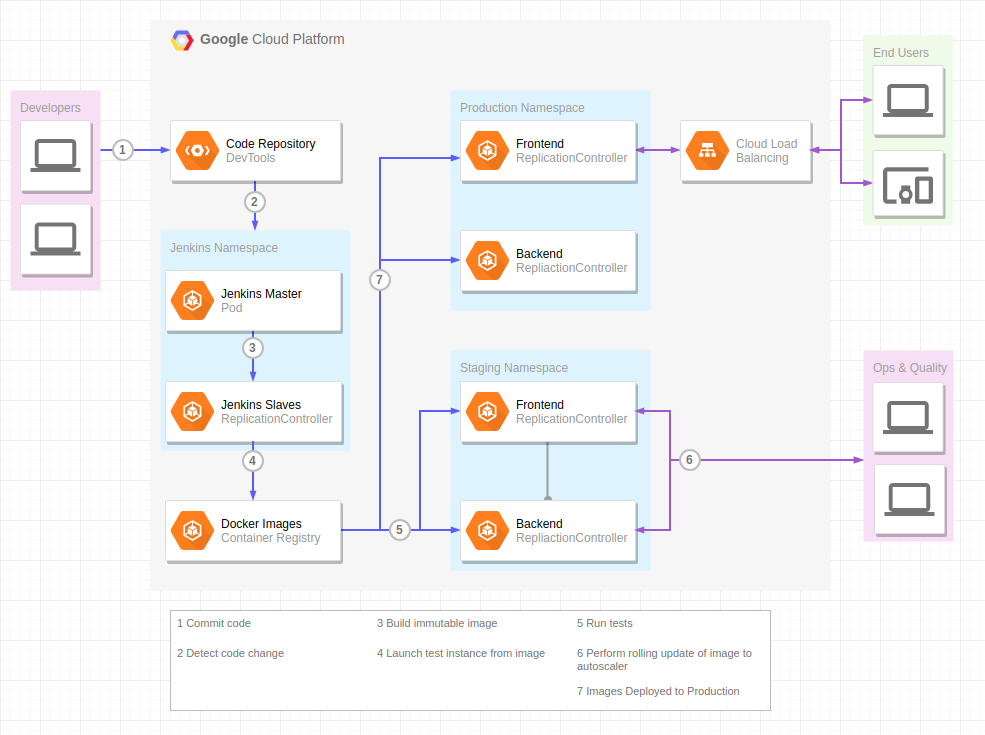 Google Cloud Platform
Developers
End Users
1
Code Repository
DevTools
2
Jenkins Namespace
Jenkins Master
Pod
3
Jenkins Slaves
ReplicationController
4
Docker Images
Container Registry
Production Namespace
Frontend
ReplicationController
Backend
RepliactionController
7
Cloud Load
Balancing
Staging Namespace
Frontend
ReplicationController
Backend
RepliactionController
5
6
Ops & Quality
1 Commit code
2 Detect code change
3 Build immutable image
4 Launch test instance from image
5 Run tests
6 Perform rolling update of image to
autoscaler
7 Images Deployed to Production